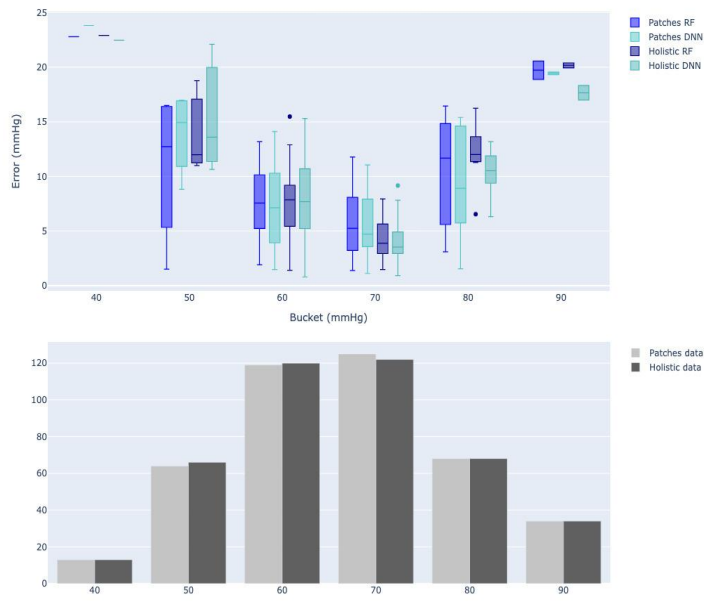 25
20
15
10
5
0
Error (mmHg)
40 50 60 70 80 90
Bucket (mmHg)
Patches RF
Patches DNN
Holistic RF
Holistic DNN
120
100
80
60
40
20
0
40 50 60 70 80 90
Patches data
Holistic data